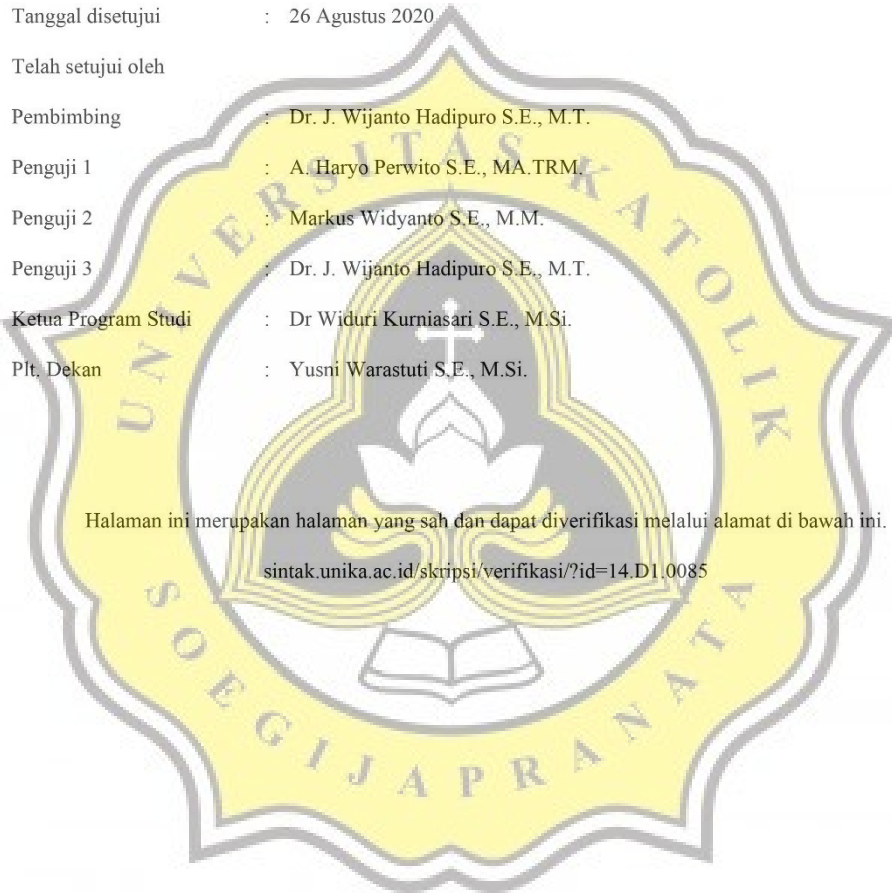 Tanggal disetujui : 26 Agustus 2020
Telah setujui oleh
Pembimbing : Dr. J. Wijanto Hadipuro S.E., M.T.
Penguji 1 : A. Haryo Perwito S.E., MA.TRM.
Penguji 2 : Markus Widyanto S.E., M.M.
Penguji 3 : Dr. J. Wijanto Hadipuro S.E., M.T.
Ketua Program Studi : Dr Widuri Kurniasari S.E., M.Si.
Plt. Dekan : Yusni Warastuti S.E., M.Si.
Halaman ini merupakan halaman yang sah dan dapat diverifikasi melalui alamat di bawah ini.
sintak.unika.ac.id/skripsi/verifikasi/?id=14.D1.0085
UNIVERSITAS KATOLIK
SOEGIJAPRANATA